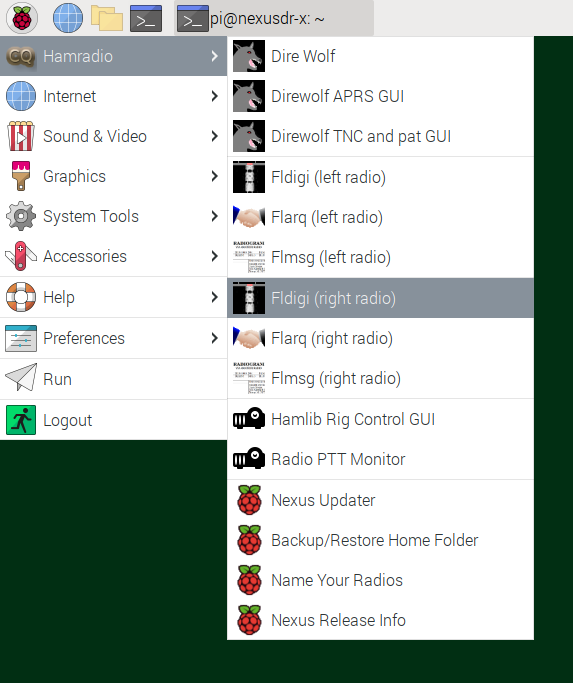 pi@nexusdr-x: ~
CQ Hamradio
Internet
Sound & Video
Graphics
System Tools
Accessories
Help
Preferences
Run
Logout
Dire Wolf
Direwolf APRS GUI
Direwolf TNC and pat GUI
Fldigi (left radio)
Flarq (left radio)
RADIOGRAM
Flmsg (left radio)
Fldigi (right radio)
Flarq (right radio)
RADIOGRAM
Flmsg (right radio)
Hamlib Rig Control GUI
Radio PTT Monitor
Nexus Updater
Backup/Restore Home Folder
Name Your Radios
Nexus Release Info